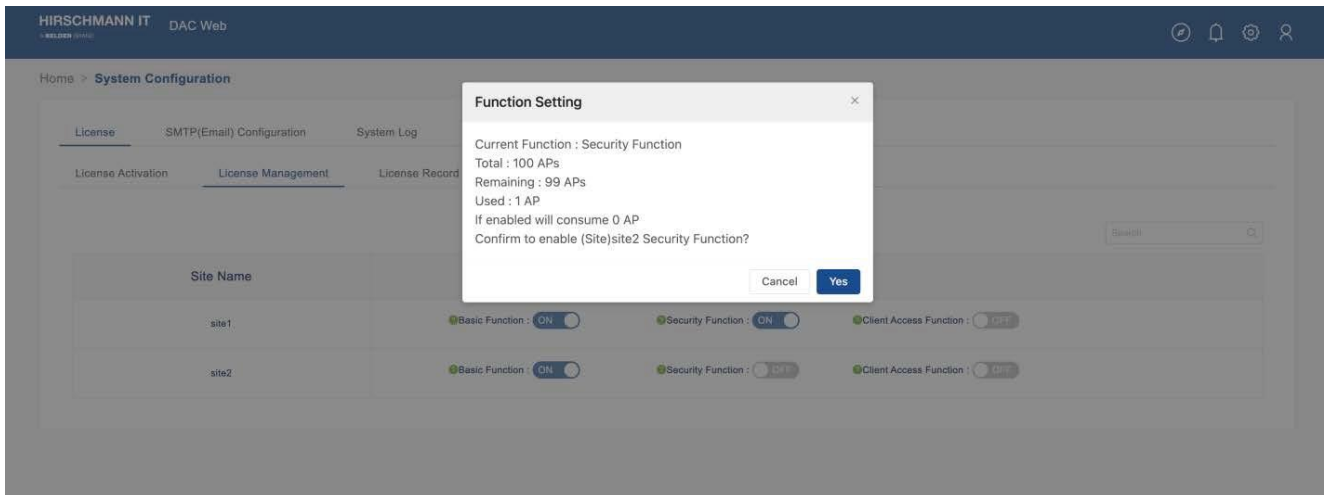 HIRSCHMANN IT
A BELDEN BRAND
DAC Web
Home > System Configuration
License SMTP(Email) Configuration System Log
License Activation License Management License Record
Function Setting
Current Function : Security Function
Total : 100 APs
Remaining : 99 APs
Used : 1 AP
If enabled will consume 0 AP
Confirm to enable (Site)site2 Security Function?
Cancel Yes
Search
Site Name
site1 Basic Function : ON Security Function : ON Client Access Function : OFF
site2 Basic Function : ON Security Function : OFF Client Access Function : OFF